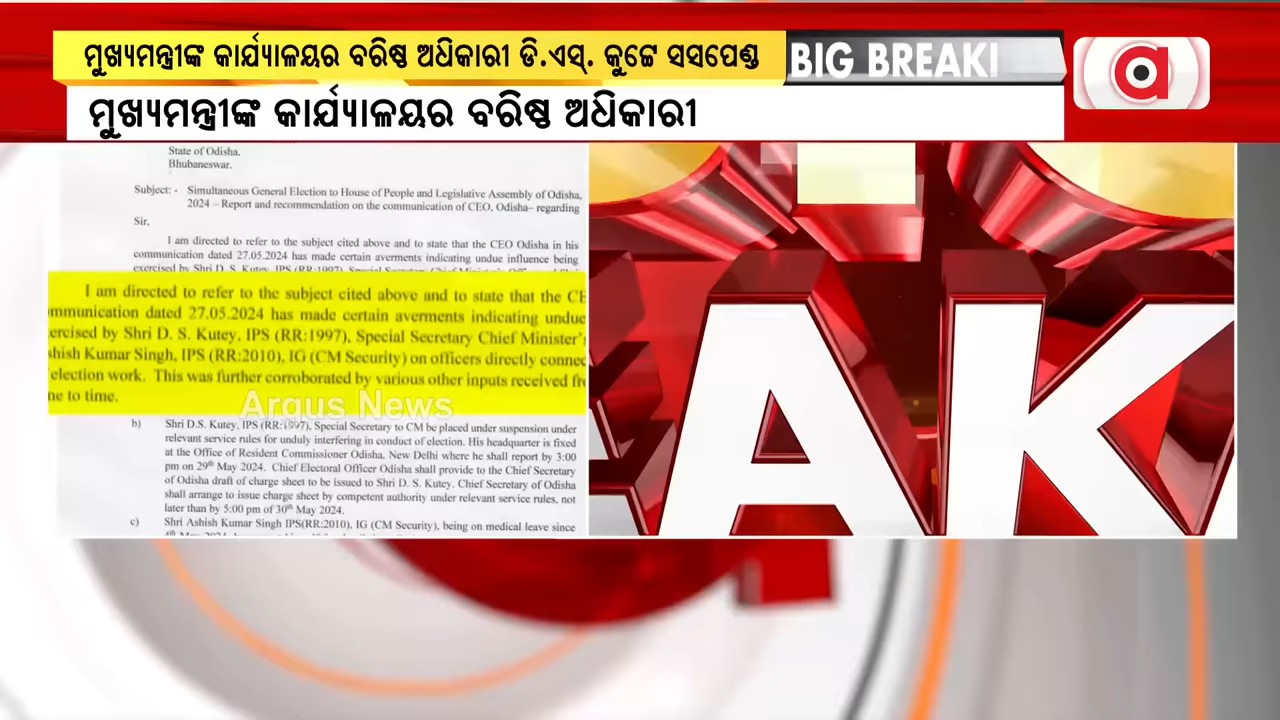 ମୁଖ୍ୟମନ୍ତ୍ରୀଙ୍କ କାର୍ଯ୍ୟାଳୟର ବରିଷ୍ଠ ଅଧିକାରୀ ଡି.ଏସ୍. କୁଟ୍ଟେ ସସପେଣ୍ଡ
BIG BREAKI
ମୁଖ୍ୟମନ୍ତ୍ରୀଙ୍କ କାର୍ଯ୍ୟାଳୟର ବରିଷ୍ଠ ଅଧିକାରୀ
State of Odisha,
Bhubaneswar.
Subject: - Simultaneous General Election to House of People and Legislative Assembly of Odisha,
2024 – Report and recommendation on the communication of CEO, Odisha– regarding
Sir,
I am directed to refer to the subject cited above and to state that the CEO Odisha in his
communication dated 27.05.2024 has made certain averments indicating undue influence being
exercised by Shri D. S. Kutey, IPS (RR:1997), Special Secretary Chief Minister's
I am directed to refer to the subject cited above and to state that the CE
mmunication dated 27.05.2024 has made certain averments indicating undue
ercised by Shri D. S. Kutey, IPS (RR:1997), Special Secretary Chief Minister's
shish Kumar Singh, IPS (RR:2010), IG (CM Security) on officers directly connec
election work. This was further corroborated by various other inputs received fr
ne to time.
Argus News
b) Shri D.S. Kutey, IPS (RR:1997), Special Secretary to CM be placed under suspension under
relevant service rules for unduly interfering in conduct of election. His headquarter is fixed
at the Office of Resident Commissioner Odisha, New Delhi where he shall report by 3:00
pm on 29th May 2024. Chief Electoral Officer Odisha shall provide to the Chief Secretary
of Odisha draft of charge sheet to be issued to Shri D. S. Kutey. Chief Secretary of Odisha
shall arrange to issue charge sheet by competent authority under relevant service rules, not
later than by 5:00 pm of 30th May 2024.
c) Shri Ashish Kumar Singh IPS(RR:2010), IG (CM Security), being on medical leave since
AK